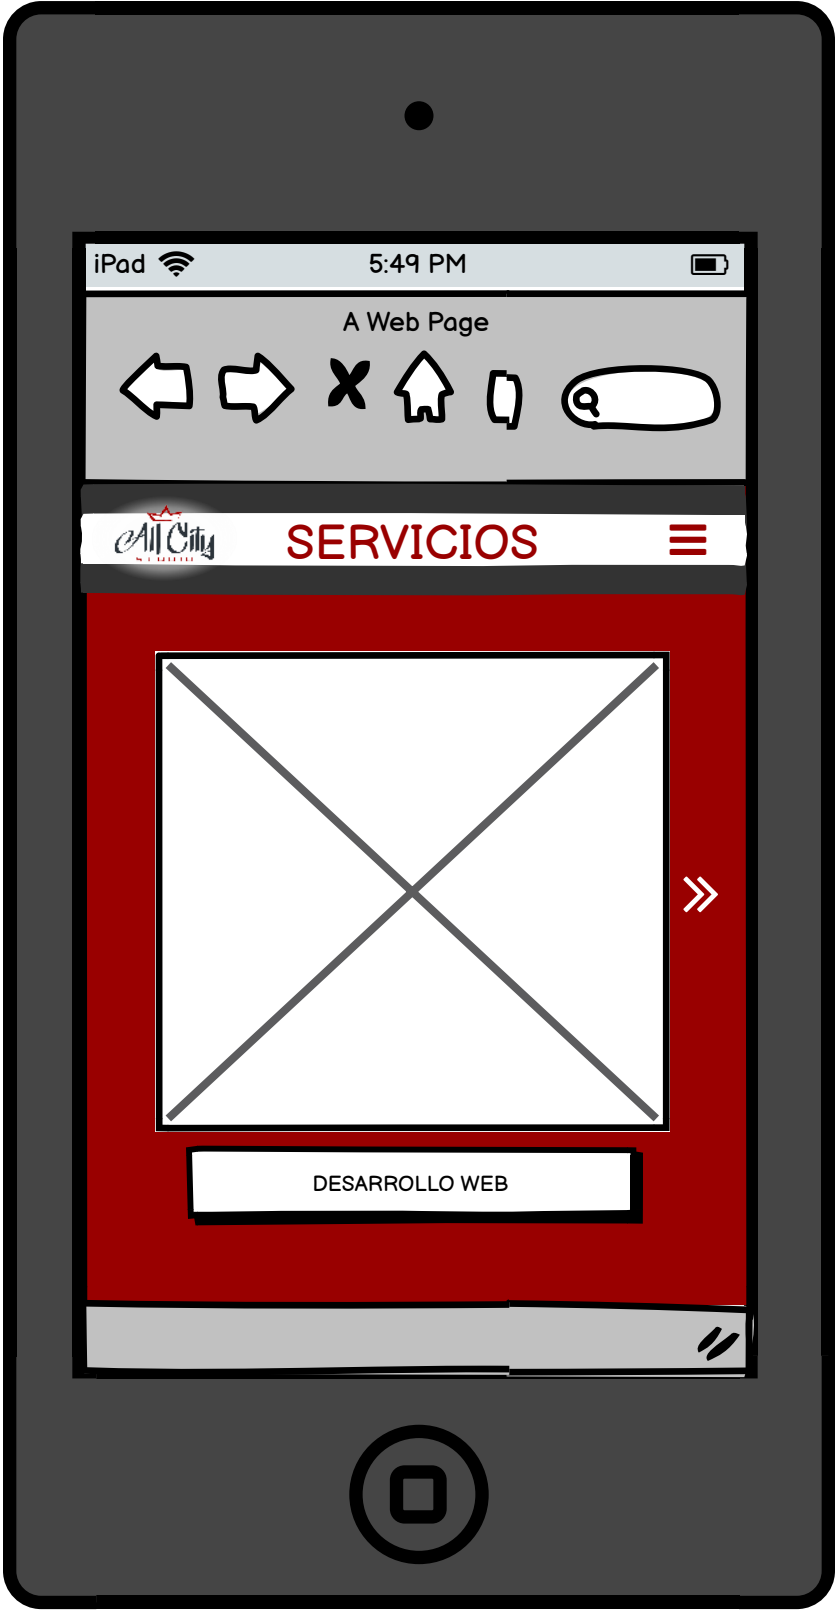 iPad
5:49 PM
A Web Page
All City
SERVICIOS
DESARROLLO WEB